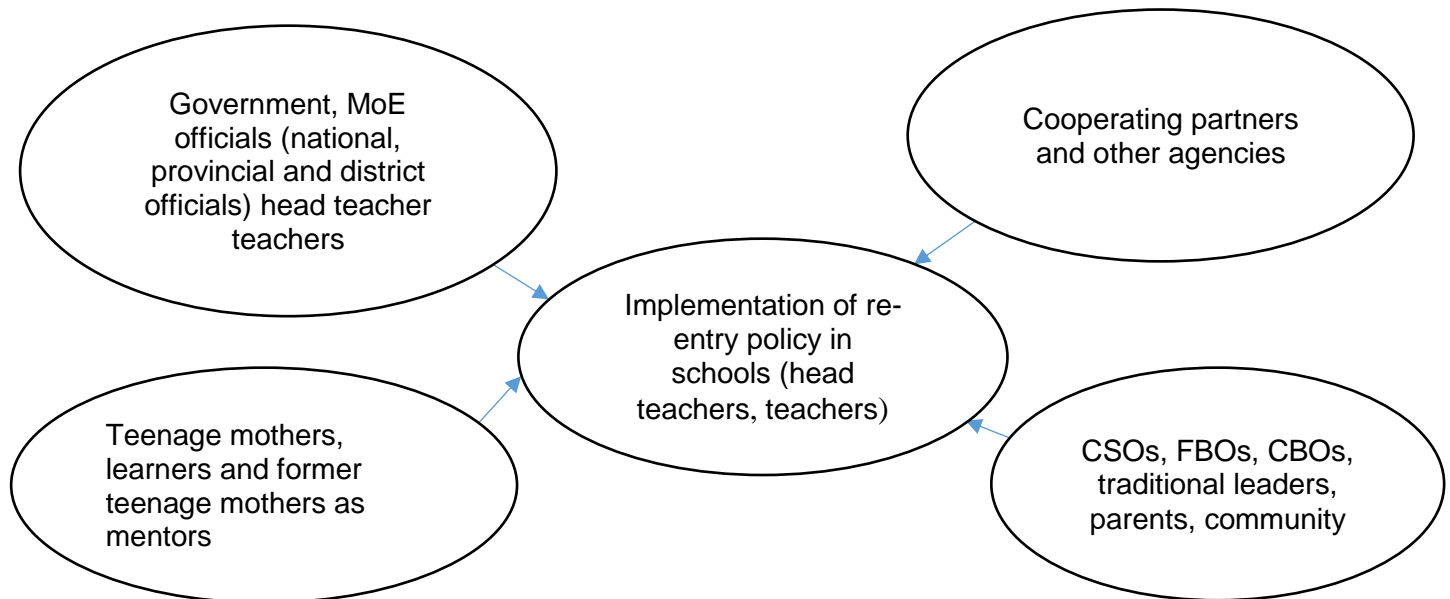 Government, MoE
officials (national,
provincial and district
officials) head teacher
teachers
Cooperating partners
and other agencies
Implementation of re-
entry policy in
schools (head
teachers, teachers)
Teenage mothers,
learners and former
teenage mothers as
mentors
CSOs, FBOs, CBOs,
traditional leaders,
parents, community